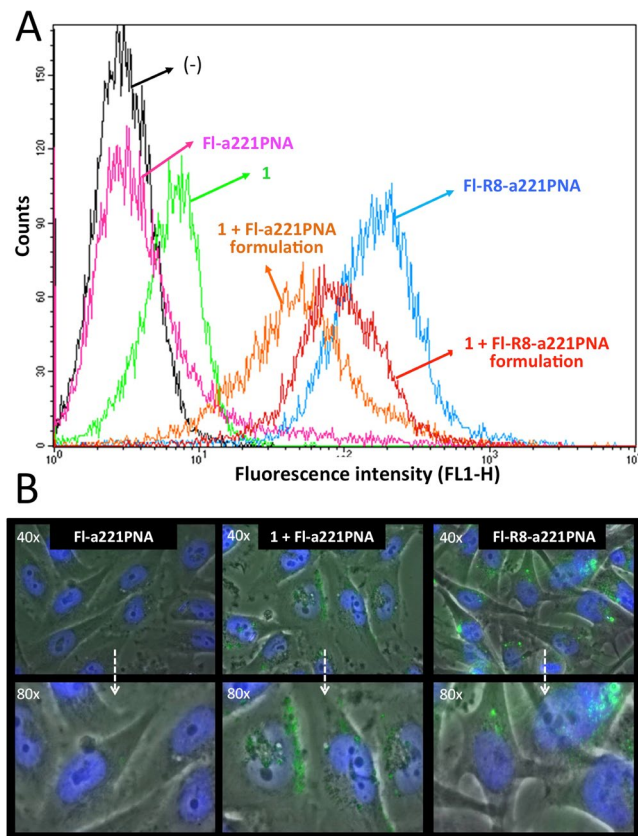 A
(-)
Fl-a221PNA
1
Fl-R8-a221PNA
1 + Fl-a221PNA
formulation
1 + Fl-R8-a221PNA
formulation
Counts
150
120
90
60
30
0
10⁰
10¹
10³
Fluorescence intensity (FL1-H)
B
40x
Fl-a221PNA
40x
1 + Fl-a221PNA
40x
Fl-R8-a221PNA
80x
80x
80x